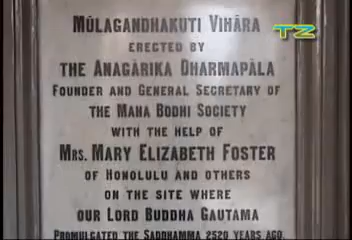 MŪLAGANDHAKUTI VIHĀRA
TZ
ERECTED BY
THE ANAGĀRIKA DHARMAPĀLA
FOUNDER AND GENERAL SECRETARY OF
THE MAHA BODHI SOCIETY
WITH THE HELP OF
MRS. MARY ELIZABETH FOSTER
OF HONOLULU AND OTHERS
ON THE SITE WHERE
OUR LORD BUDDHA GAUTAMA
PROMULGATED THE SADDHAMMA 2520 YEARS AGO.